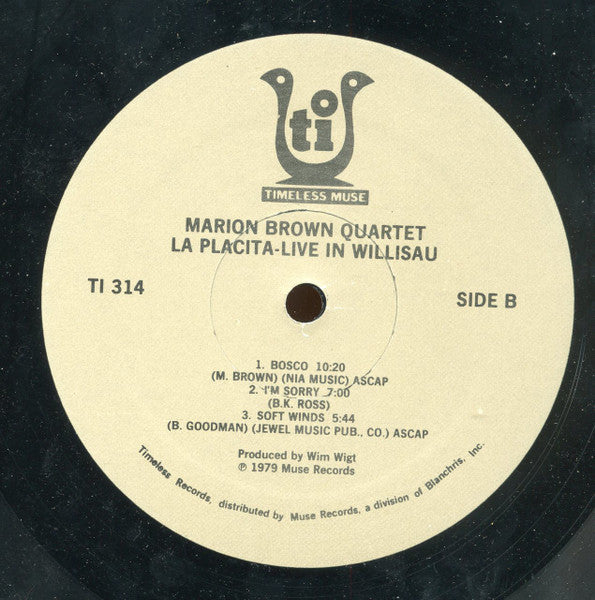 ti
TIMELESS MUSE
MARION BROWN QUARTET
LA PLACITA-LIVE IN WILLISAU
TI 314
SIDE B
1. BOSCO 10:20
(M. BROWN) (NIA MUSIC) ASCAP
2. I'M SORRY 7:00
(B.K. ROSS)
3. SOFT WINDS 5:44
(B. GOODMAN) (JEWEL MUSIC PUB., CO.) ASCAP
Produced by Wim Wigt
℗ 1979 Muse Records
Timeless Records, distributed by Muse Records, a division of Blanchris, Inc.